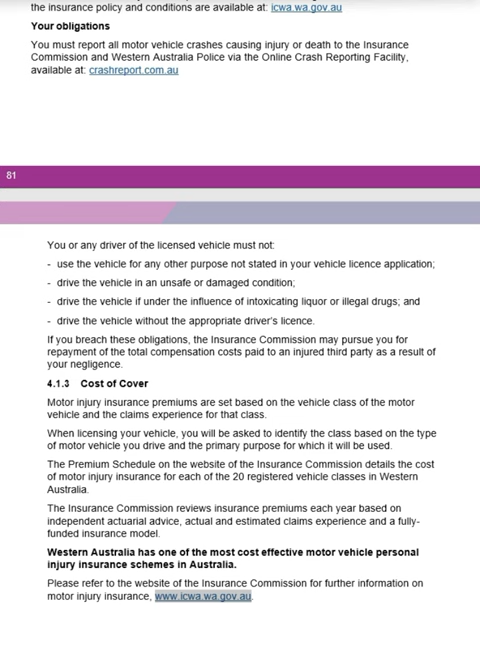 the insurance policy and conditions are available at: icwa.wa.gov.au
Your obligations
You must report all motor vehicle crashes causing injury or death to the Insurance
Commission and Western Australia Police via the Online Crash Reporting Facility,
available at: crashreport.com.au
81
You or any driver of the licensed vehicle must not:
- use the vehicle for any other purpose not stated in your vehicle licence application;
- drive the vehicle in an unsafe or damaged condition;
- drive the vehicle if under the influence of intoxicating liquor or illegal drugs; and
- drive the vehicle without the appropriate driver's licence.
If you breach these obligations, the Insurance Commission may pursue you for
repayment of the total compensation costs paid to an injured third party as a result of
your negligence.
4.1.3 Cost of Cover
Motor injury insurance premiums are set based on the vehicle class of the motor
vehicle and the claims experience for that class.
When licensing your vehicle, you will be asked to identify the class based on the type
of motor vehicle you drive and the primary purpose for which it will be used.
The Premium Schedule on the website of the Insurance Commission details the cost
of motor injury insurance for each of the 20 registered vehicle classes in Western
Australia.
The Insurance Commission reviews insurance premiums each year based on
independent actuarial advice, actual and estimated claims experience and a fully-
funded insurance model.
Western Australia has one of the most cost effective motor vehicle personal
injury insurance schemes in Australia.
Please refer to the website of the Insurance Commission for further information on
motor injury insurance, www.icwa.wa.gov.au.